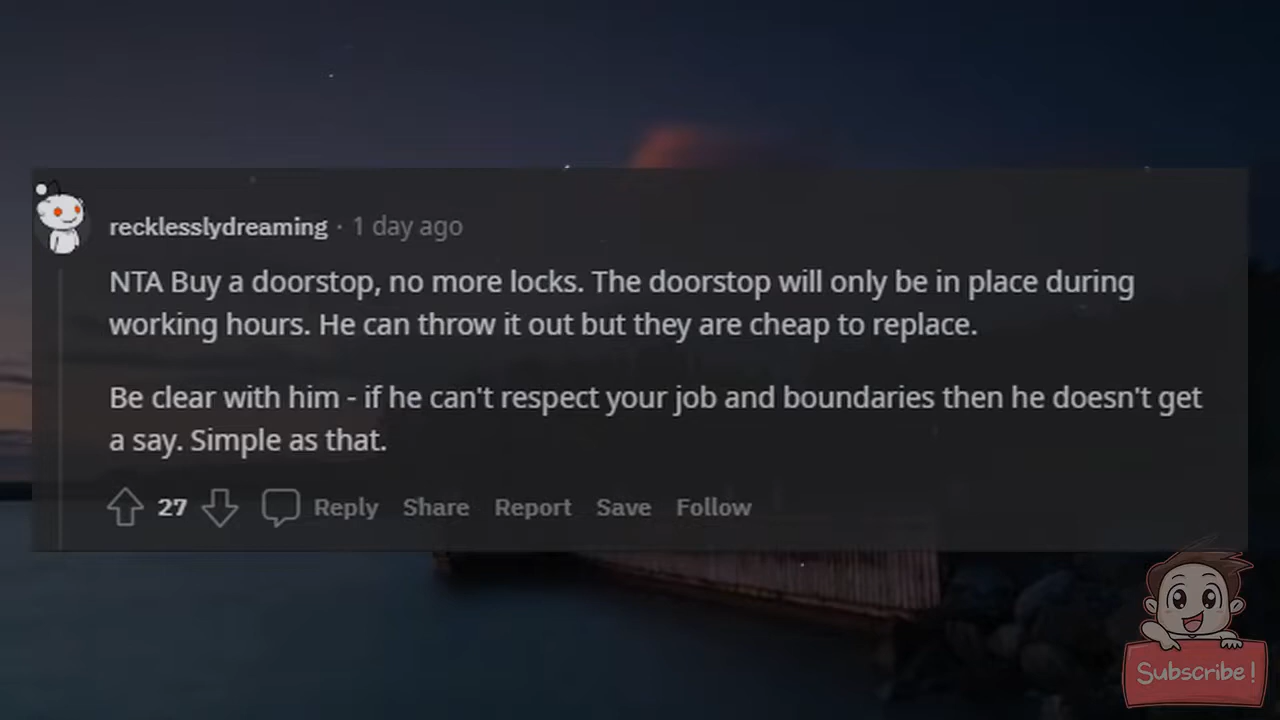 recklesslydreaming · 1 day ago
NTA Buy a doorstop, no more locks. The doorstop will only be in place during
working hours. He can throw it out but they are cheap to replace.
Be clear with him - if he can't respect your job and boundaries then he doesn't get
a say. Simple as that.
27 Reply Share Report Save Follow
Subscribe!